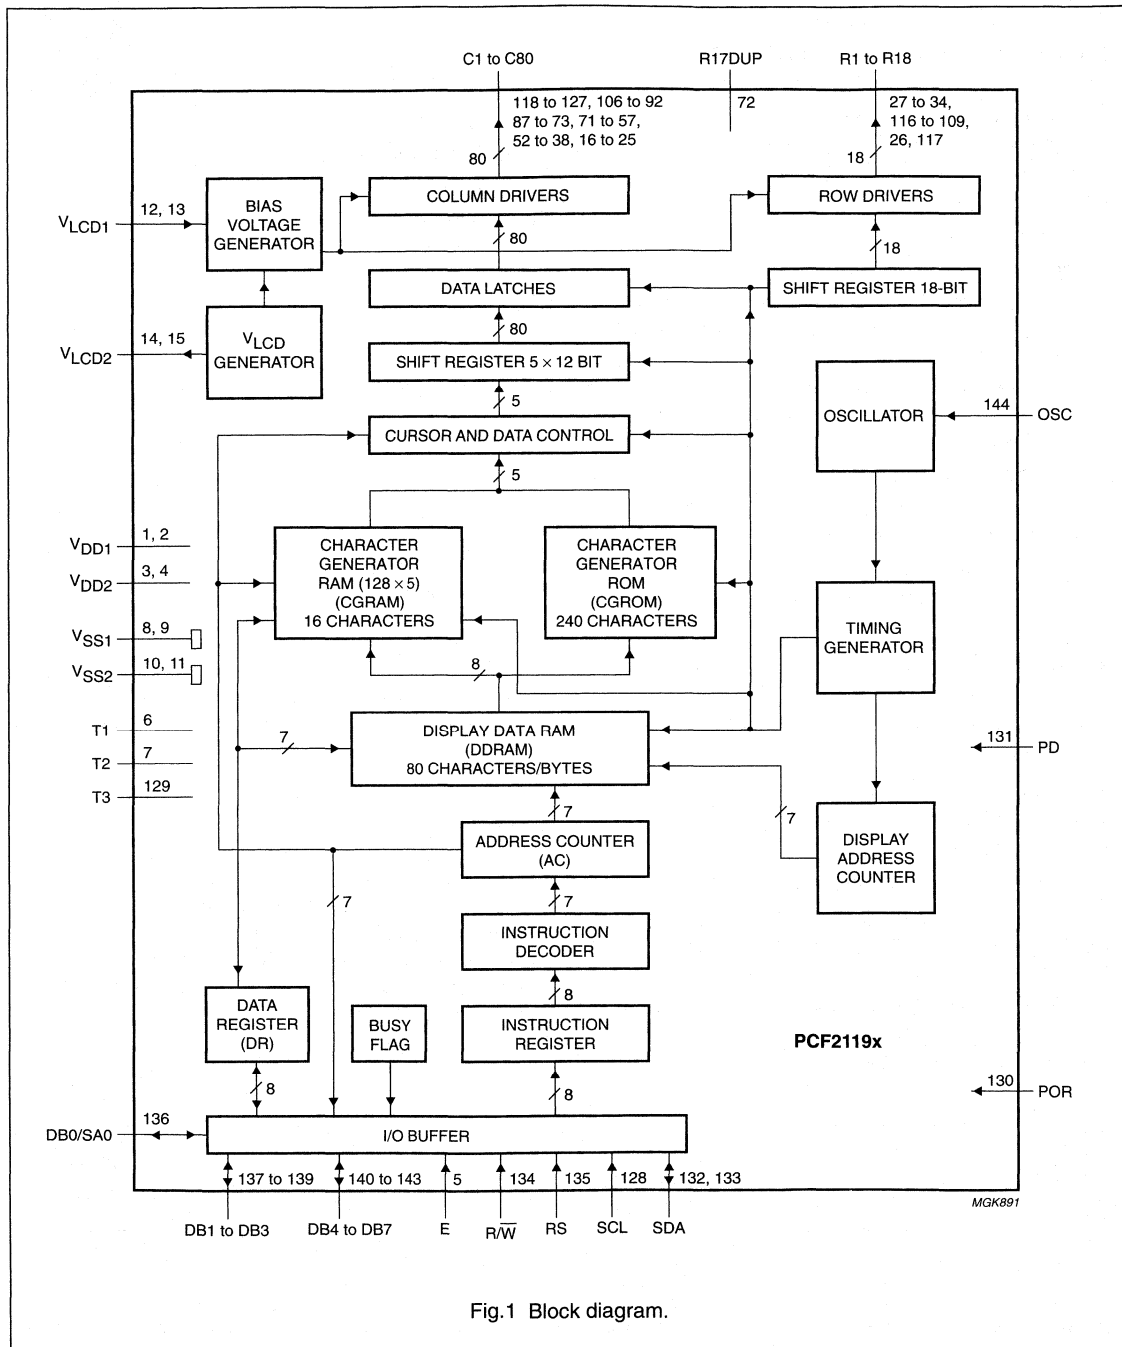 C1 to C80
R17DUP
R1 to R18
118 to 127, 106 to 92
87 to 73, 71 to 57,
52 to 38, 16 to 25
72
27 to 34,
116 to 109,
26, 117
80
18
VLCD1
12, 13
BIAS
VOLTAGE
GENERATOR
COLUMN DRIVERS
ROW DRIVERS
80
18
DATA LATCHES
SHIFT REGISTER 18-BIT
VLCD2
14, 15
VLCD
GENERATOR
80
SHIFT REGISTER 5 × 12 BIT
5
OSCILLATOR
144
OSC
CURSOR AND DATA CONTROL
5
VDD1
1, 2
VDD2
3, 4
VSS1
8, 9
VSS2
10, 11
CHARACTER
GENERATOR
RAM (128 × 5)
(CGRAM)
16 CHARACTERS
CHARACTER
GENERATOR
ROM
(CGROM)
240 CHARACTERS
TIMING
GENERATOR
8
T1
6
T2
7
T3
129
7
DISPLAY DATA RAM
(DDRAM)
80 CHARACTERS/BYTES
131
PD
7
7
ADDRESS COUNTER
(AC)
DISPLAY
ADDRESS
COUNTER
7
7
INSTRUCTION
DECODER
8
DATA
REGISTER
(DR)
BUSY
FLAG
INSTRUCTION
REGISTER
PCF2119x
8
8
130
POR
DB0/SA0
136
I/O BUFFER
137 to 139
140 to 143
5
134
135
128
132, 133
MGK891
DB1 to DB3
DB4 to DB7
E
R/W̅
RS
SCL
SDA
Fig.1 Block diagram.